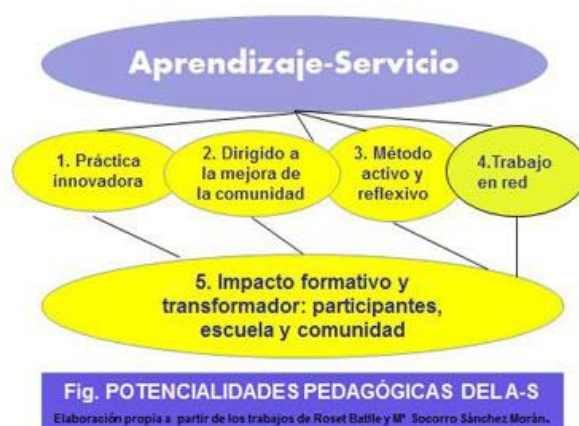 Aprendizaje-Servicio
1. Práctica
innovadora
2. Dirigido a
la mejora de
la comunidad
3. Método
activo y
reflexivo
4.Trabajo
en red
5. Impacto formativo y
transformador: participantes,
escuela y comunidad
Fig. POTENCIALIDADES PEDAGÓGICAS DEL A-S
Elaboración propia a partir de los trabajos de Roset Batlle y Mª Socorro Sànchez Moràn.